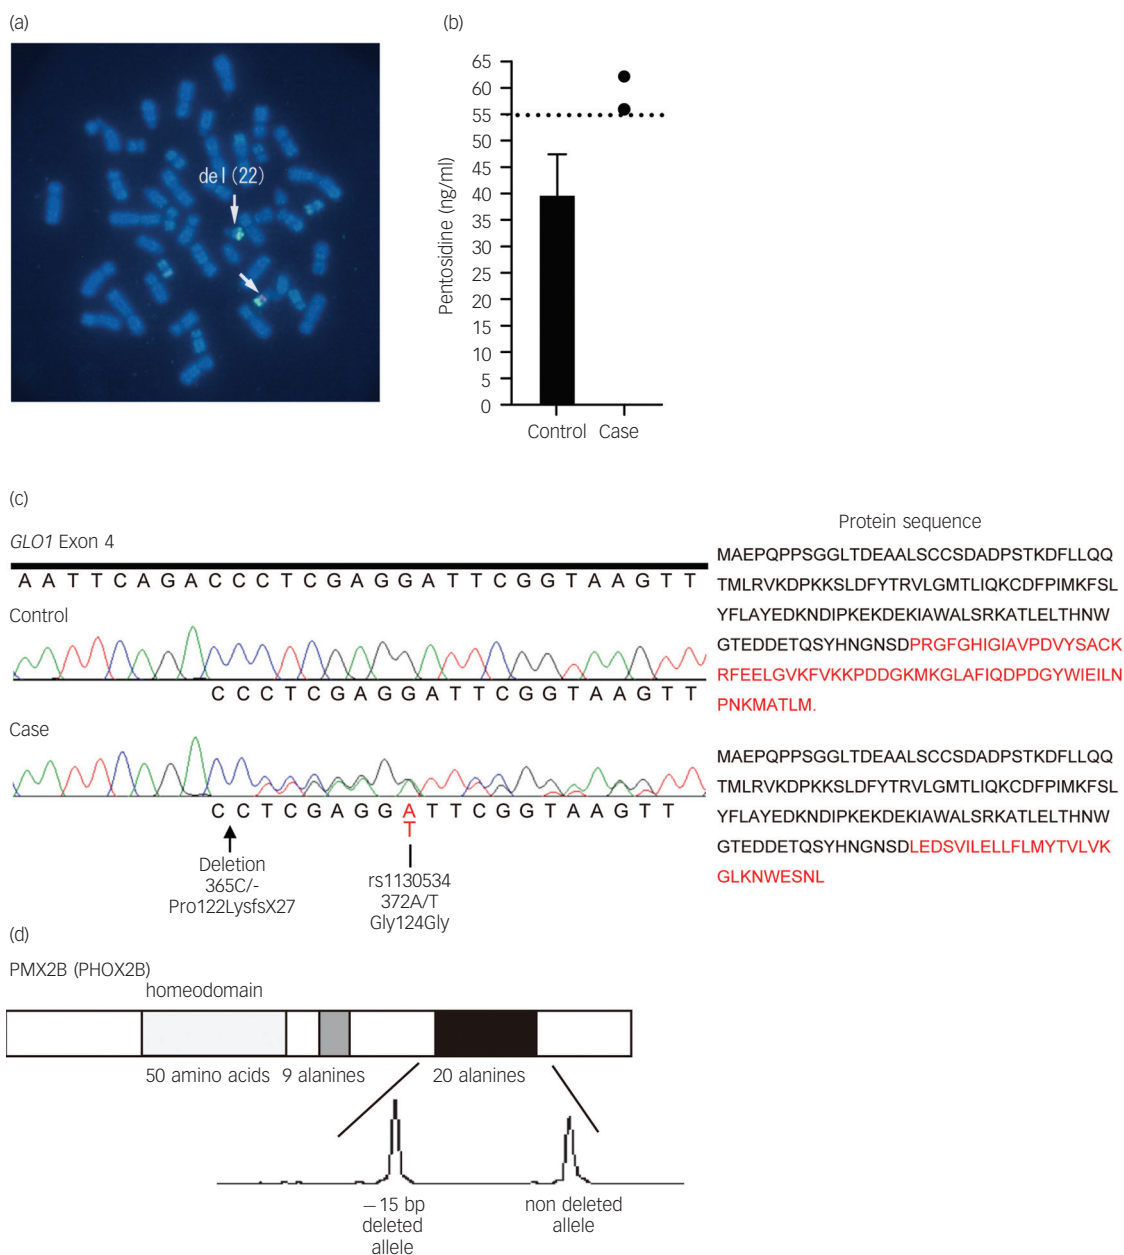 (a)
del (22)
(b)
65
60
55
50
45
40
35
30
25
20
15
10
5
0
Pentosidine (ng/ml)
Control Case
(c)
GLO1 Exon 4
A A T T C A G A C C C T C G A G G A T T C G G T A A G T T
Control
C C C T C G A G G A T T C G G T A A G T T
Case
C C T C G A G G A T T C G G T A A G T T
T
Deletion
365C/-
Pro122LysfsX27
rs1130534
372A/T
Gly124Gly
Protein sequence
MAEPQPPSGGLTDEAALSCCSDADPSTKDFLLQQ
TMLRVKDPKKSLDFYTRVLGMTLIQKCDFPIMKFSL
YFLAYEDKNDIPKEKDEKIAWALSRKATLELTHNW
GTEDDETQSYHNGNSDPRGFGHIGIAVPDVYSACK
RFEELGVKFVKKPDDGKMKGLAFIQDPDGYWIEILN
PNKMATLM.
MAEPQPPSGGLTDEAALSCCSDADPSTKDFLLQQ
TMLRVKDPKKSLDFYTRVLGMTLIQKCDFPIMKFSL
YFLAYEDKNDIPKEKDEKIAWALSRKATLELTHNW
GTEDDETQSYHNGNSDLEDSVILELLFLMYTVLVK
GLKNWESNL
(d)
PMX2B (PHOX2B)
homeodomain
50 amino acids 9 alanines 20 alanines
–15 bp
deleted
allele
non deleted
allele